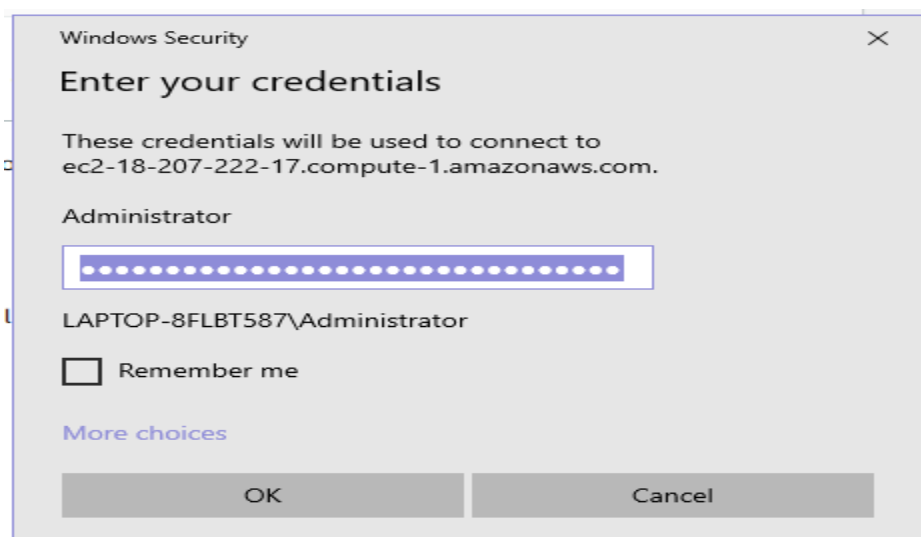 Windows Security
Enter your credentials
These credentials will be used to connect to
ec2-18-207-222-17.compute-1.amazonaws.com.
Administrator
●●●●●●●●●●●●●●●●●●●●●●●●●●●●●●●●
LAPTOP-8FLBT587\Administrator
Remember me
More choices
OK Cancel